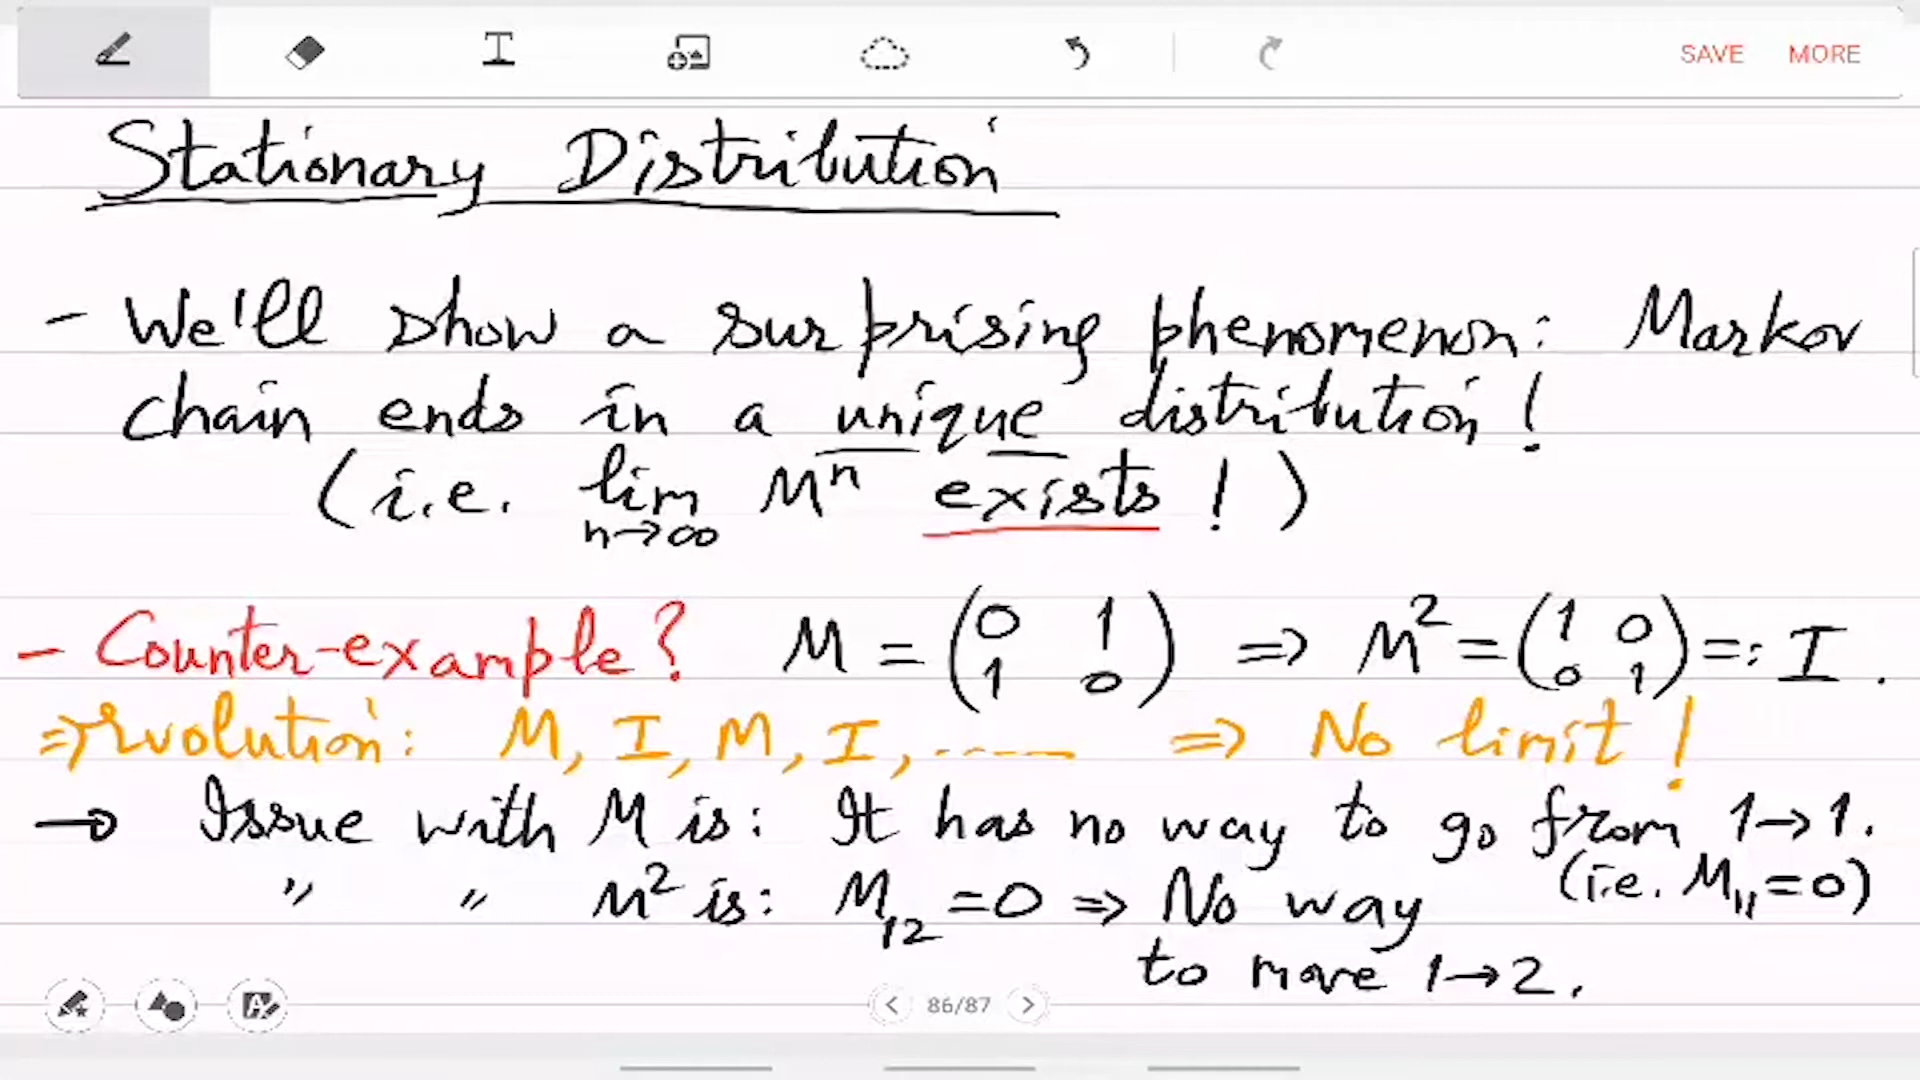 SAVE MORE
Stationary Distribution
- We'll show a surprising phenomenon: Markov
chain ends in a unique distribution!
(i.e. lim n→∞ Mⁿ exists!)
- Counter-example? M = (0 1 / 1 0) ⇒ M² = (1 0 / 0 1) =: I.
⇒ rvolution: M, I, M, I, ..... ⇒ No limit!
→ Issue with M is: It has no way to go from 1→1.
(i.e. M₁₁=0)
" " M² is: M₁₂=0 ⇒ No way
to move 1→2.
86/87